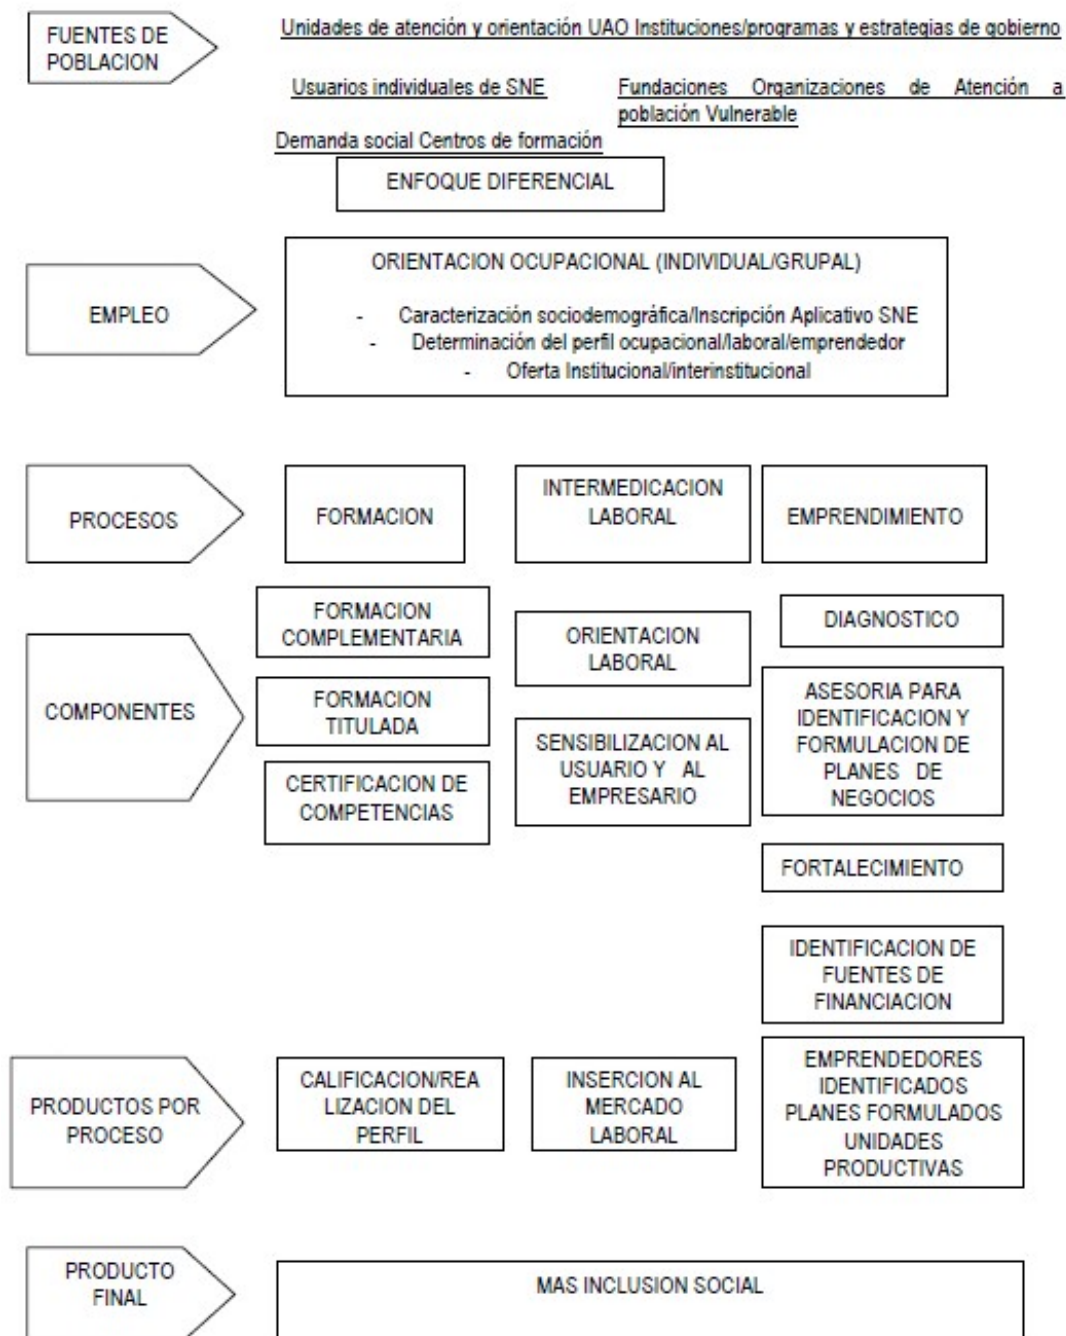 FUENTES DE
POBLACION
Unidades de atención y orientación UAO Instituciones/programas y estrategias de gobierno
Usuarios individuales de SNE
Fundaciones Organizaciones de Atención a
población Vulnerable
Demanda social Centros de formación
ENFOQUE DIFERENCIAL
EMPLEO
ORIENTACION OCUPACIONAL (INDIVIDUAL/GRUPAL)
- Caracterización sociodemográfica/Inscripción Aplicativo SNE
- Determinación del perfil ocupacional/laboral/emprendedor
- Oferta Institucional/interinstitucional
PROCESOS
FORMACION
INTERMEDICACION
LABORAL
EMPRENDIMIENTO
COMPONENTES
FORMACION
COMPLEMENTARIA
FORMACION
TITULADA
CERTIFICACION DE
COMPETENCIAS
ORIENTACION
LABORAL
SENSIBILIZACION AL
USUARIO Y AL
EMPRESARIO
DIAGNOSTICO
ASESORIA PARA
IDENTIFICACION Y
FORMULACION DE
PLANES DE
NEGOCIOS
FORTALECIMIENTO
IDENTIFICACION DE
FUENTES DE
FINANCIACION
PRODUCTOS POR
PROCESO
CALIFICACION/REA
LIZACION DEL
PERFIL
INSERCION AL
MERCADO
LABORAL
EMPRENDEDORES
IDENTIFICADOS
PLANES FORMULADOS
UNIDADES
PRODUCTIVAS
PRODUCTO
FINAL
MAS INCLUSION SOCIAL